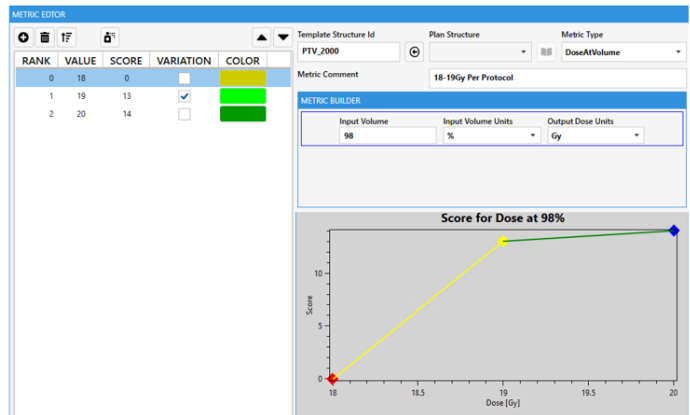 METRIC EDITOR
Template Structure Id Plan Structure Metric Type
PTV_2000 DoseAtVolume
RANK VALUE SCORE VARIATION COLOR
0 18 0
1 19 13
2 20 14
Metric Comment 18-19Gy Per Protocol
METRIC BUILDER
Input Volume Input Volume Units Output Dose Units
98 % Gy
Score for Dose at 98%
10
5
0
Score
18 18.5 19 19.5 20
Dose [Gy]